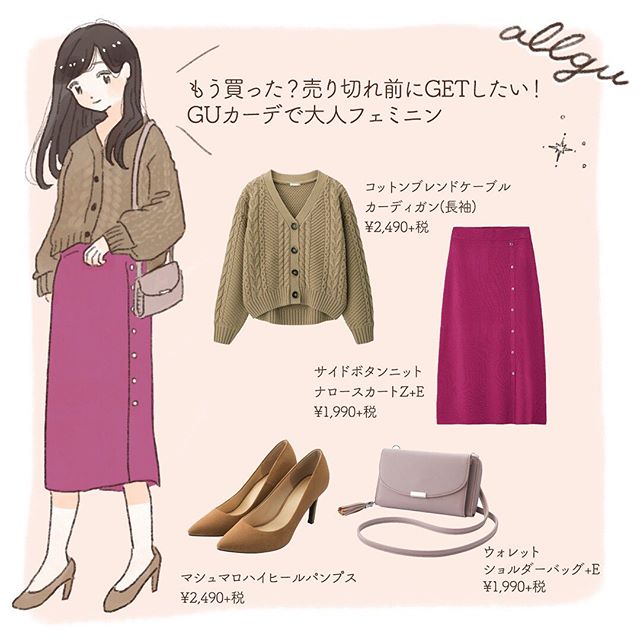 allgu
もう買った？売り切れ前にGETしたい！
GUカーデで大人フェミニン
コットンブレンドケーブル
カーディガン(長袖)
¥2,490+税
サイドボタンニット
ナロースカートZ+E
¥1,990+税
マシュマロハイヒールパンプス
¥2,490+税
ウォレット
ショルダーバッグ+E
¥1,990+税